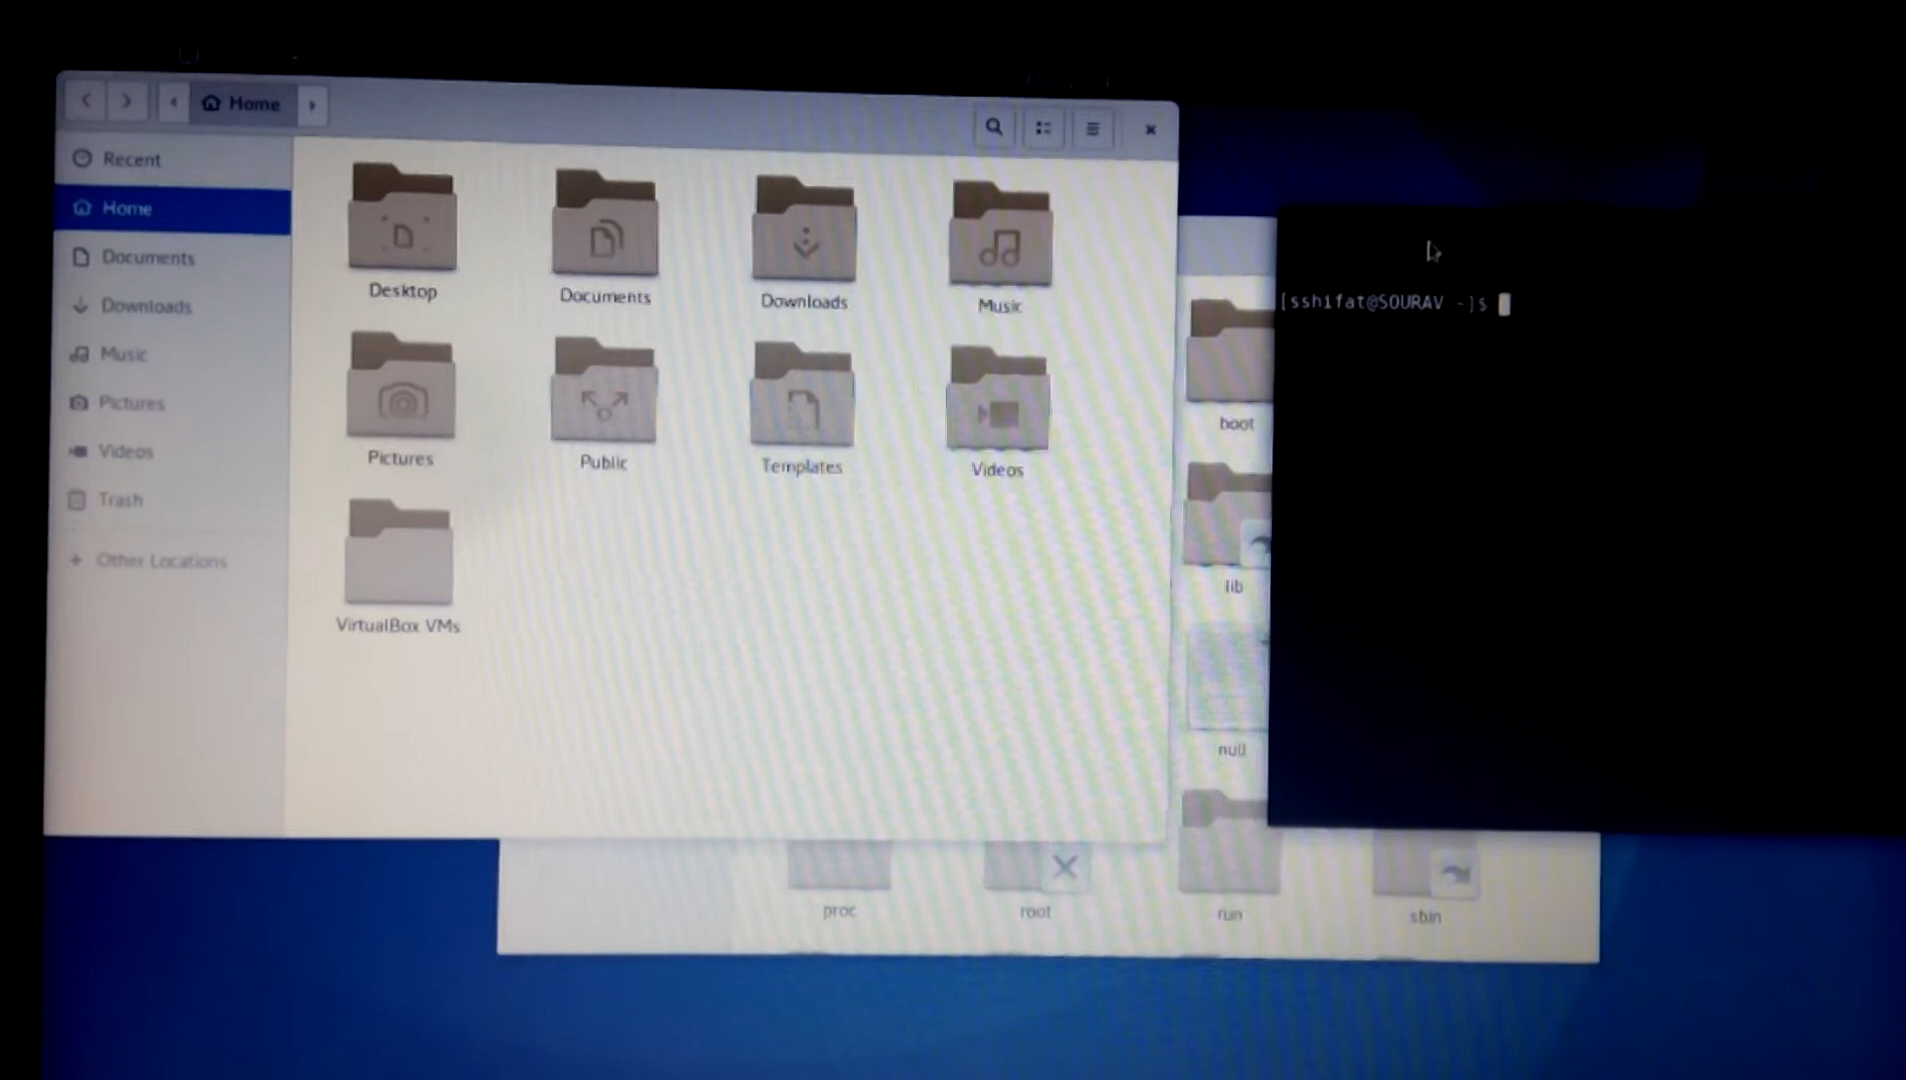 Home
Recent
Home
Documents
Downloads
Music
Pictures
Videos
Trash
Other Locations
Desktop
Documents
Downloads
Music
Pictures
Public
Templates
Videos
VirtualBox VMs
boot
lib
null
proc
root
run
sbin
[sshifat@SOURAV ~]$